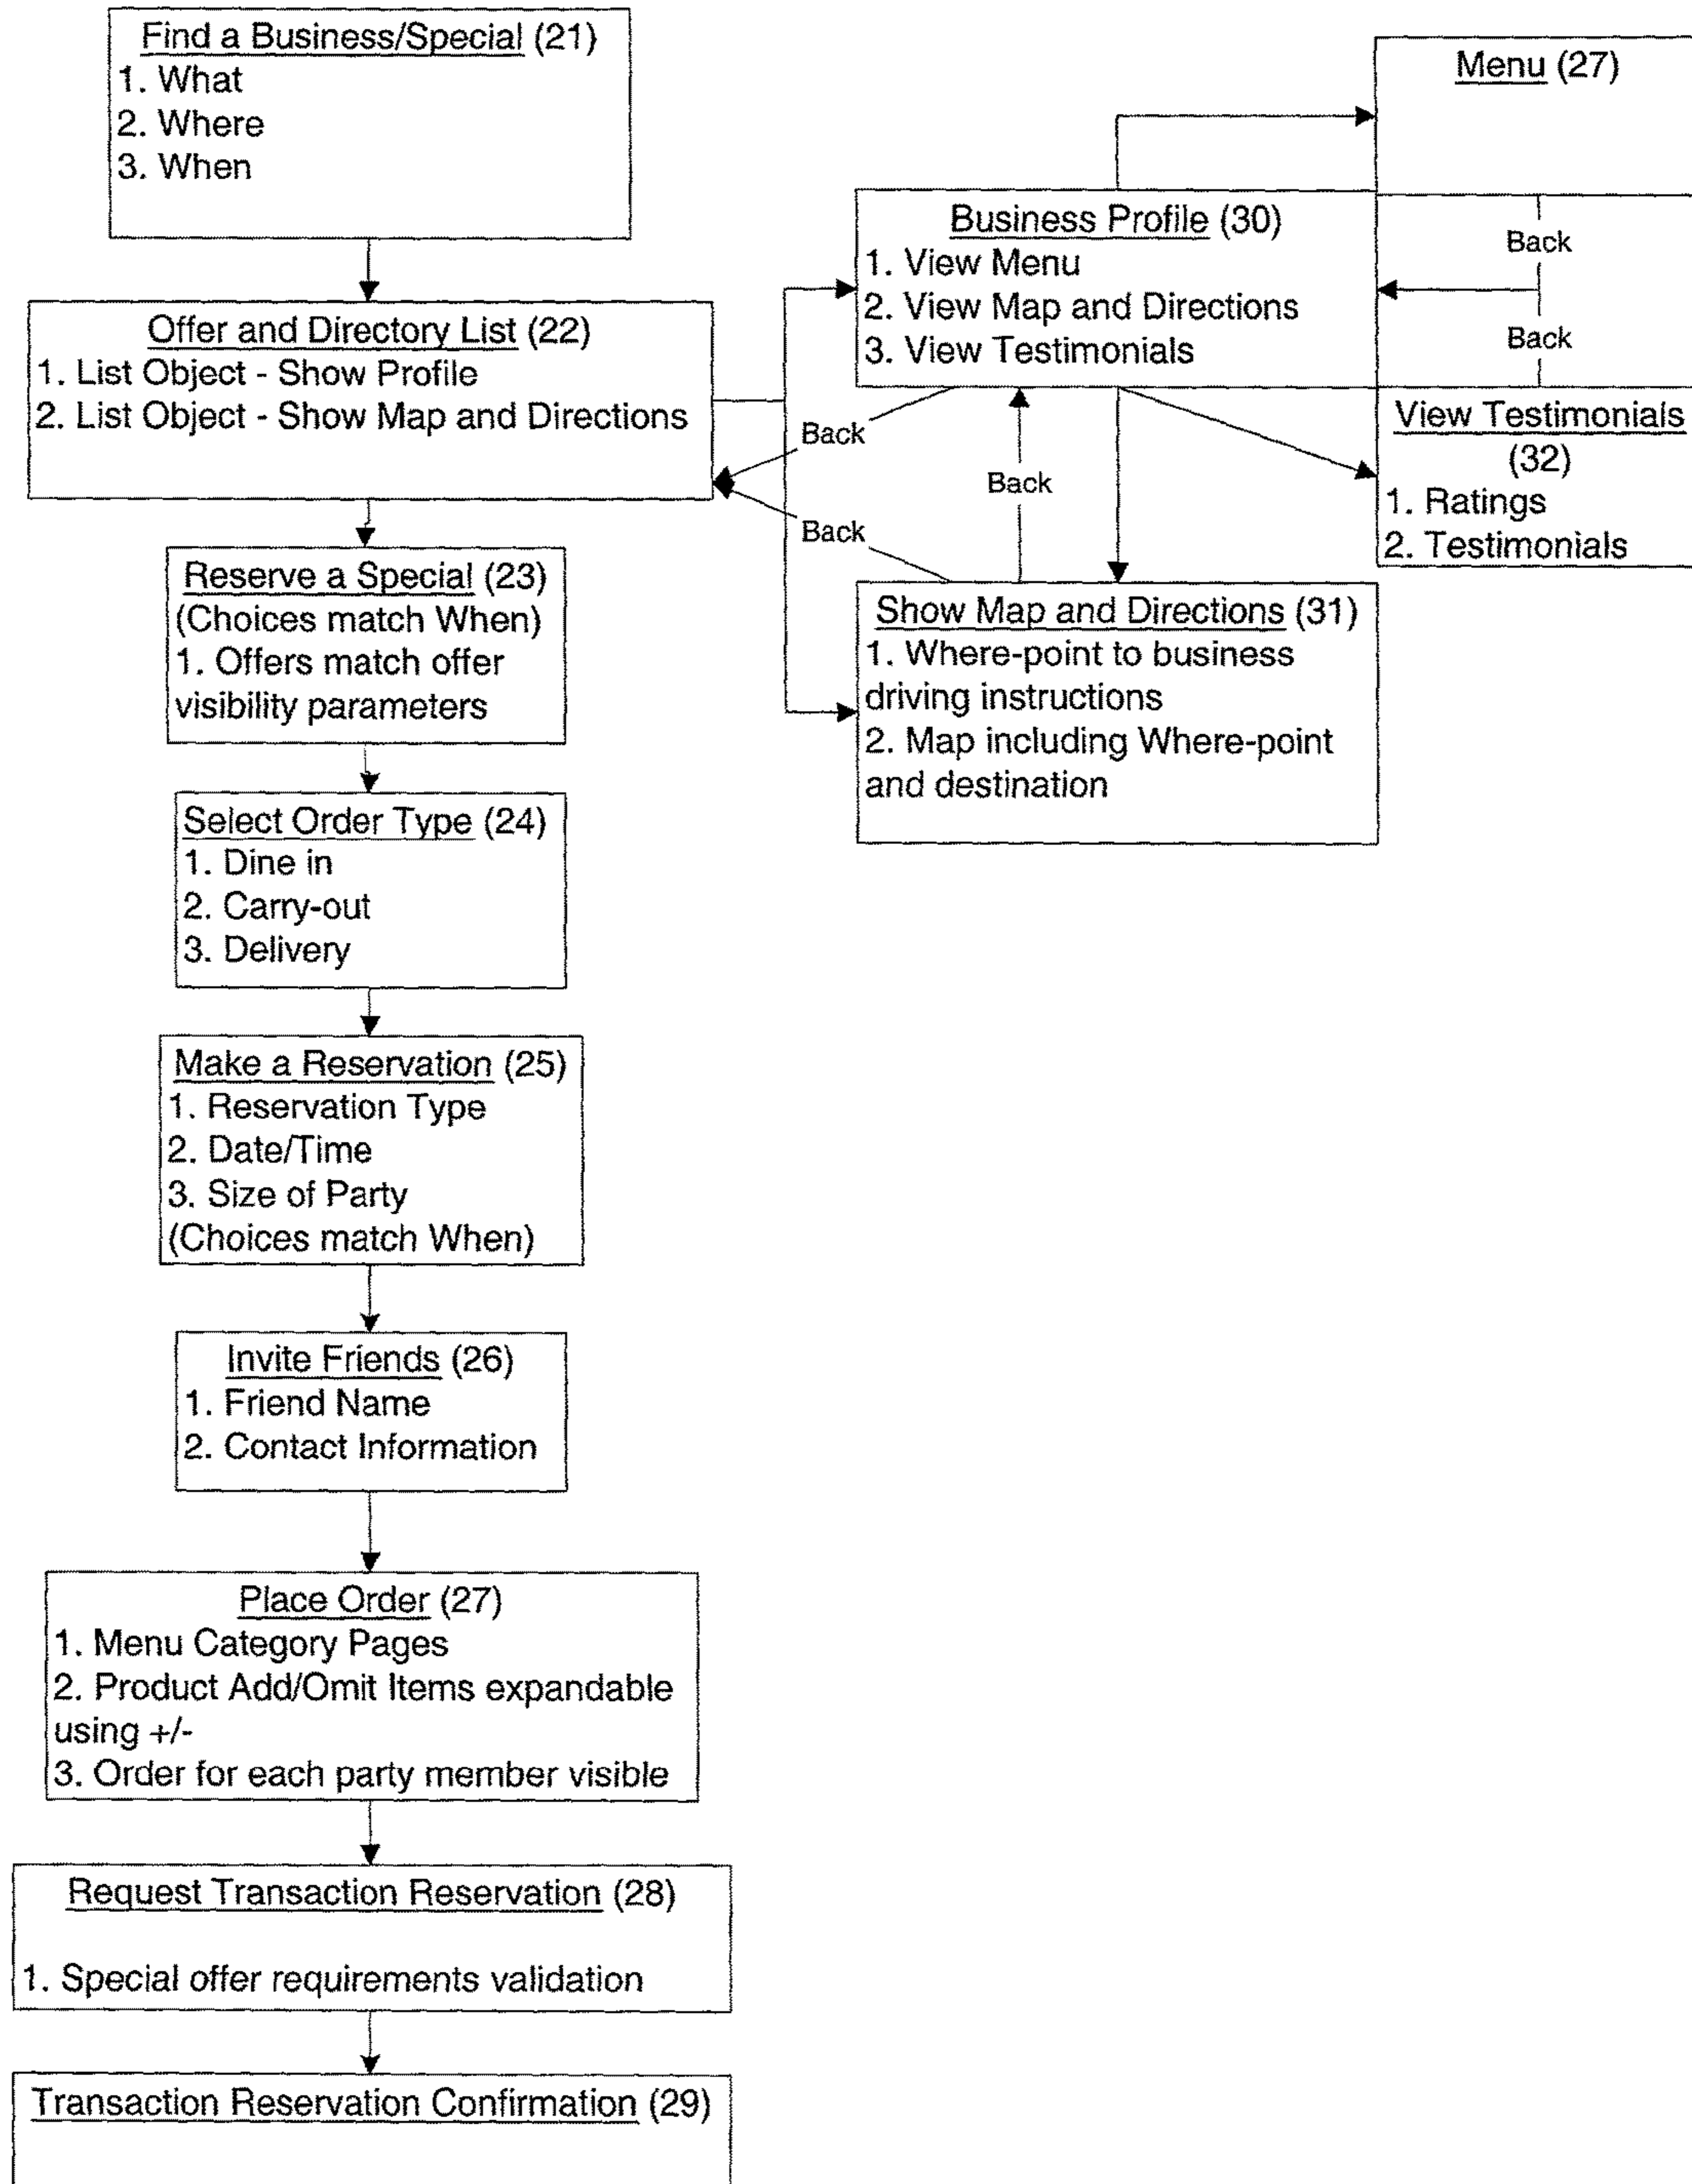 Find a Business/Special (21)
1. What
2. Where
3. When
Offer and Directory List (22)
1. List Object - Show Profile
2. List Object - Show Map and Directions
Reserve a Special (23)
(Choices match When)
1. Offers match offer
visibility parameters
Select Order Type (24)
1. Dine in
2. Carry-out
3. Delivery
Make a Reservation (25)
1. Reservation Type
2. Date/Time
3. Size of Party
(Choices match When)
Invite Friends (26)
1. Friend Name
2. Contact Information
Place Order (27)
1. Menu Category Pages
2. Product Add/Omit Items expandable
using +/-
3. Order for each party member visible
Request Transaction Reservation (28)
1. Special offer requirements validation
Transaction Reservation Confirmation (29)
Menu (27)
Business Profile (30)
1. View Menu
2. View Map and Directions
3. View Testimonials
Back
Back
Back
Back
Back
View Testimonials
(32)
1. Ratings
2. Testimonials
Show Map and Directions (31)
1. Where-point to business
driving instructions
2. Map including Where-point
and destination